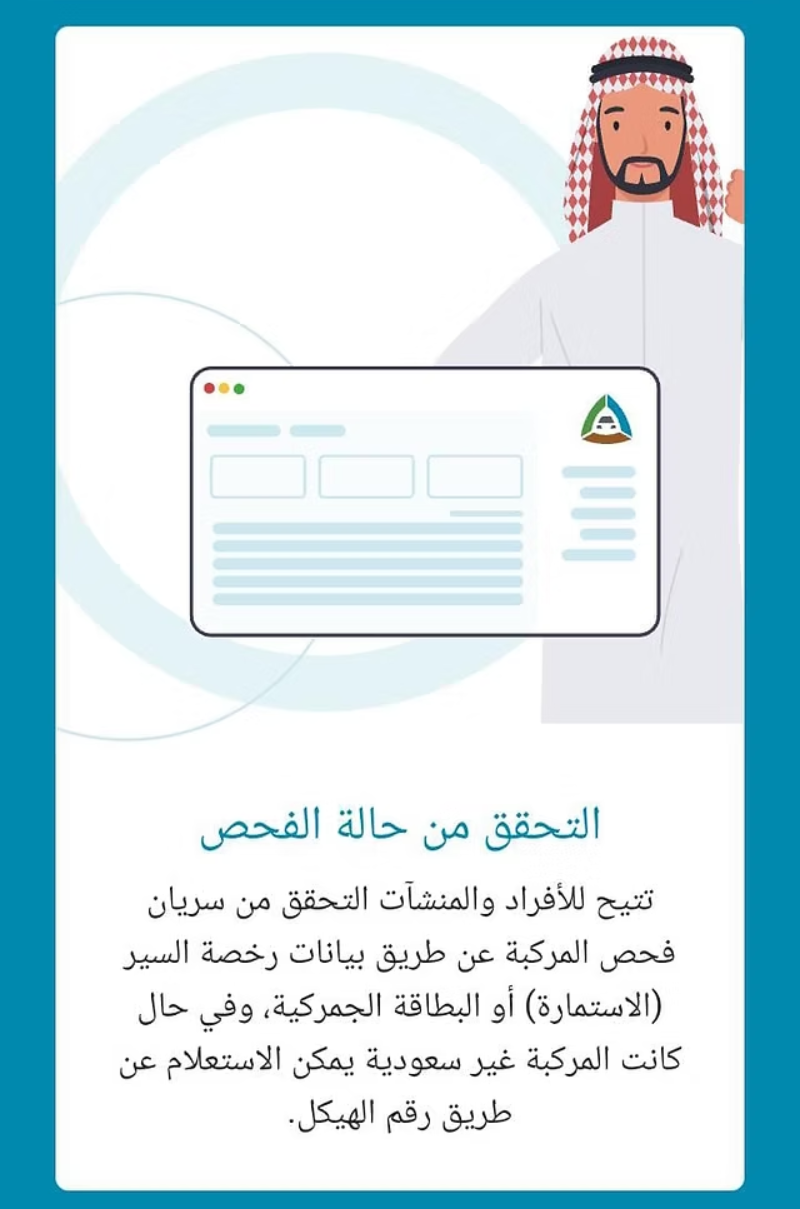 التحقق من حالة الفحص
تتيح للأفراد والمنشآت التحقق من سريان
فحص المركبة عن طريق بيانات رخصة السير
(الاستمارة) أو البطاقة الجمركية، وفي حال
كانت المركبة غير سعودية يمكن الاستعلام عن
طريق رقم الهيكل.